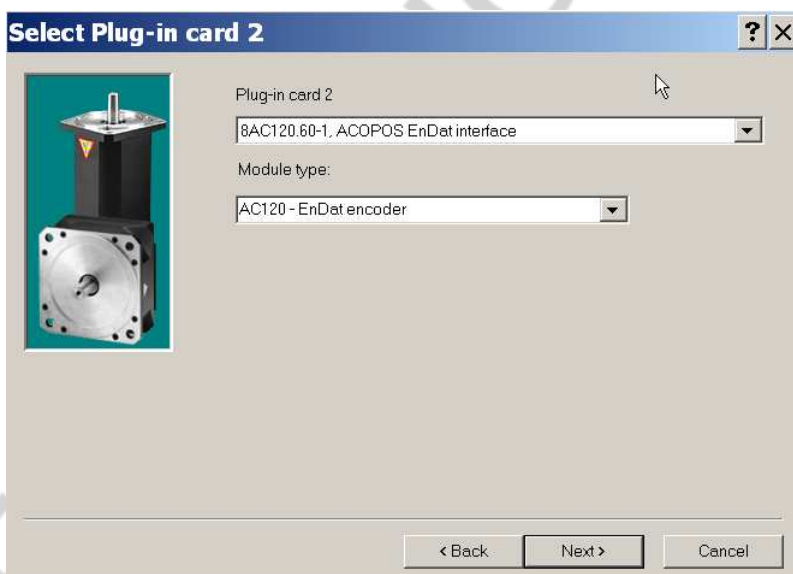 Select Plug-in card 2
Plug-in card 2
8AC120.60-1, ACOPOS EnDat interface
Module type:
AC120 - EnDat encoder
< Back Next > Cancel